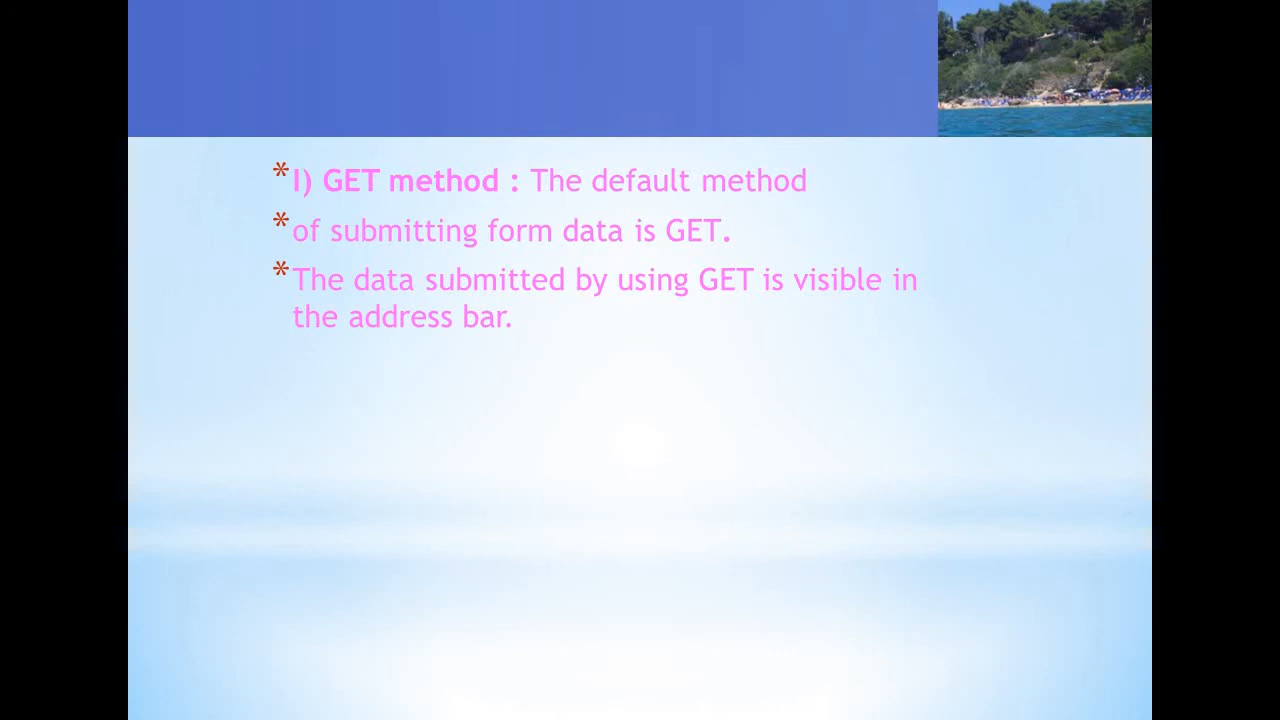 * I) GET method : The default method
* of submitting form data is GET.
* The data submitted by using GET is visible in
the address bar.